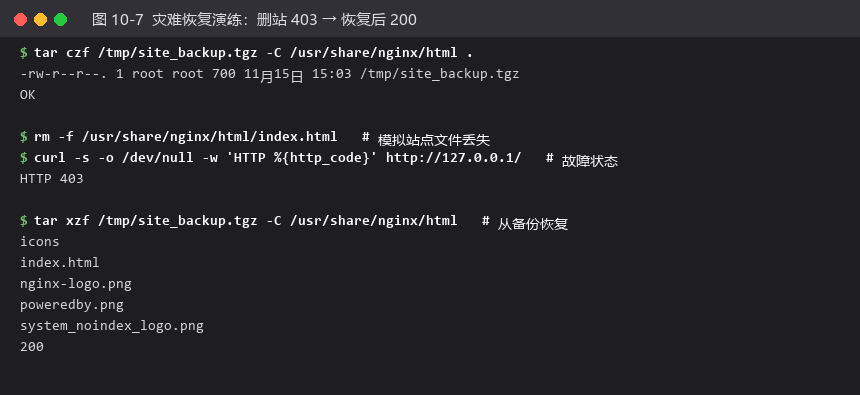 图 10-7 灾难恢复演练：删站 403 → 恢复后 200
$ tar czf /tmp/site_backup.tgz -C /usr/share/nginx/html .
-rw-r--r--. 1 root root 700 11月15日 15:03 /tmp/site_backup.tgz
OK
$ rm -f /usr/share/nginx/html/index.html   # 模拟站点文件丢失
$ curl -s -o /dev/null -w 'HTTP %{http_code}' http://127.0.0.1/   # 故障状态
HTTP 403
$ tar xzf /tmp/site_backup.tgz -C /usr/share/nginx/html   # 从备份恢复
icons
index.html
nginx-logo.png
poweredby.png
system_noindex_logo.png
200